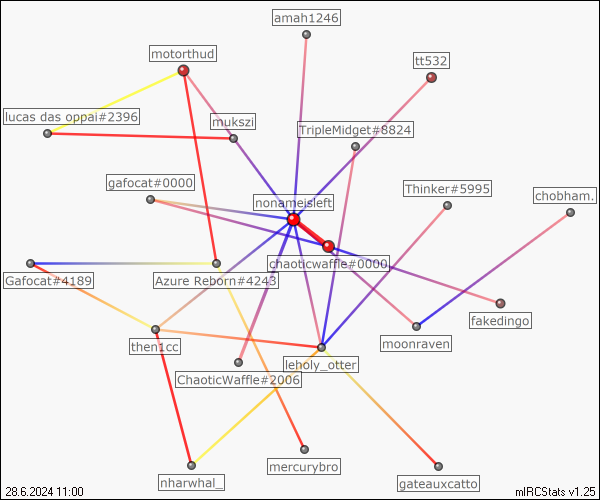 amah1246
motorthud
tt532
lucas das oppai#2396
mukszi
TripleMidget#8824
gafocat#0000
Thinker#5995
chobham.
nonameisleft
chaoticwaffle#0000
Gafocat#4189
Azure Reborn#4243
fakedingo
then1cc
moonraven
leholy_otter
ChaoticWaffle#2006
mercurybro
nharwhal_
gateauxcatto
28.6.2024 11:00
mIRCStats v1.25